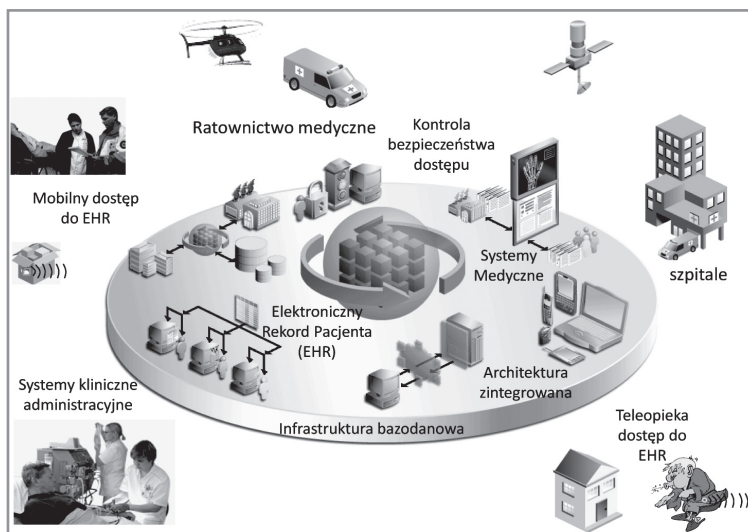 Ratownictwo medyczne
Kontrola
bezpieczeństwa
dostępu
Mobilny dostęp
do EHR
Systemy
Medyczne
szpitale
Elektroniczny
Rekord Pacjenta
(EHR)
Architektura
zintegrowana
Systemy kliniczne
administracyjne
Infrastruktura bazodanowa
Teleopieka
dostęp do
EHR